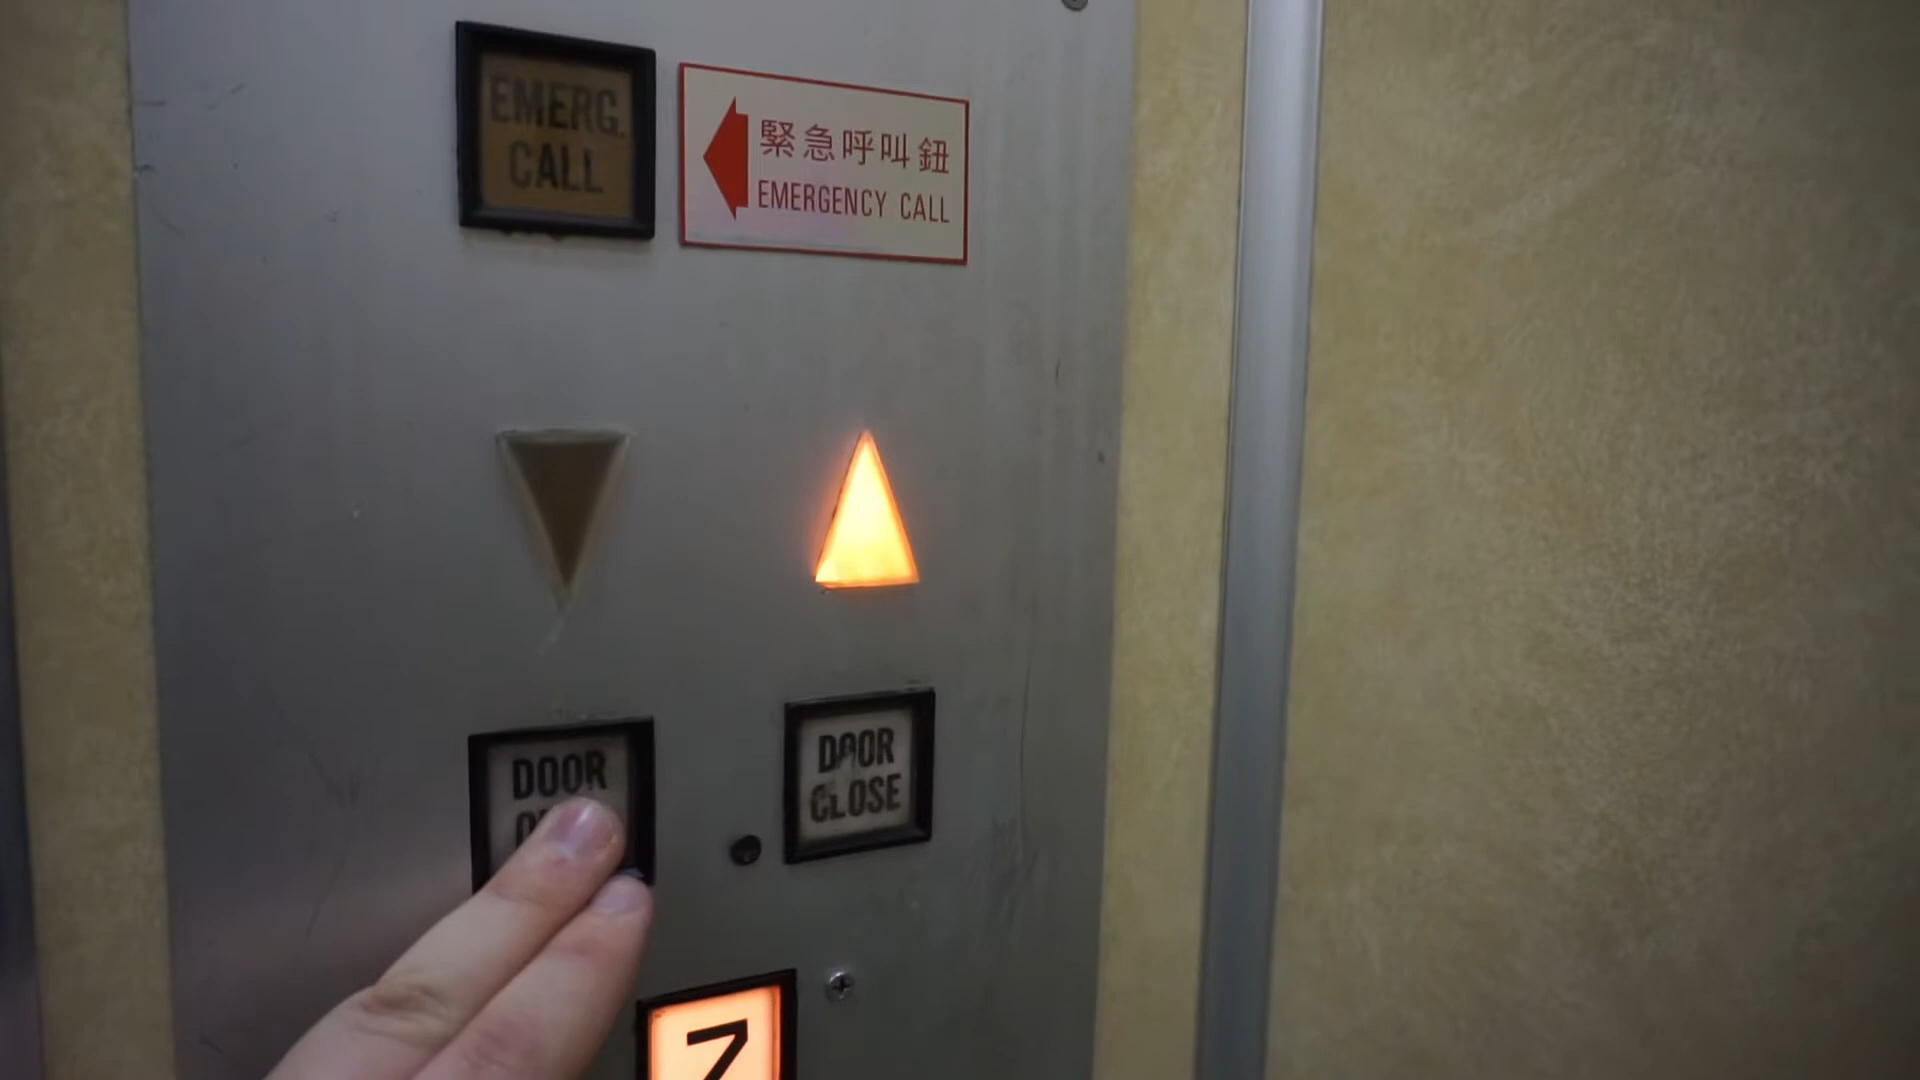 EMERG.
CALL
緊急呼叫鈕
EMERGENCY CALL
DOOR
DOOR
CLOSE